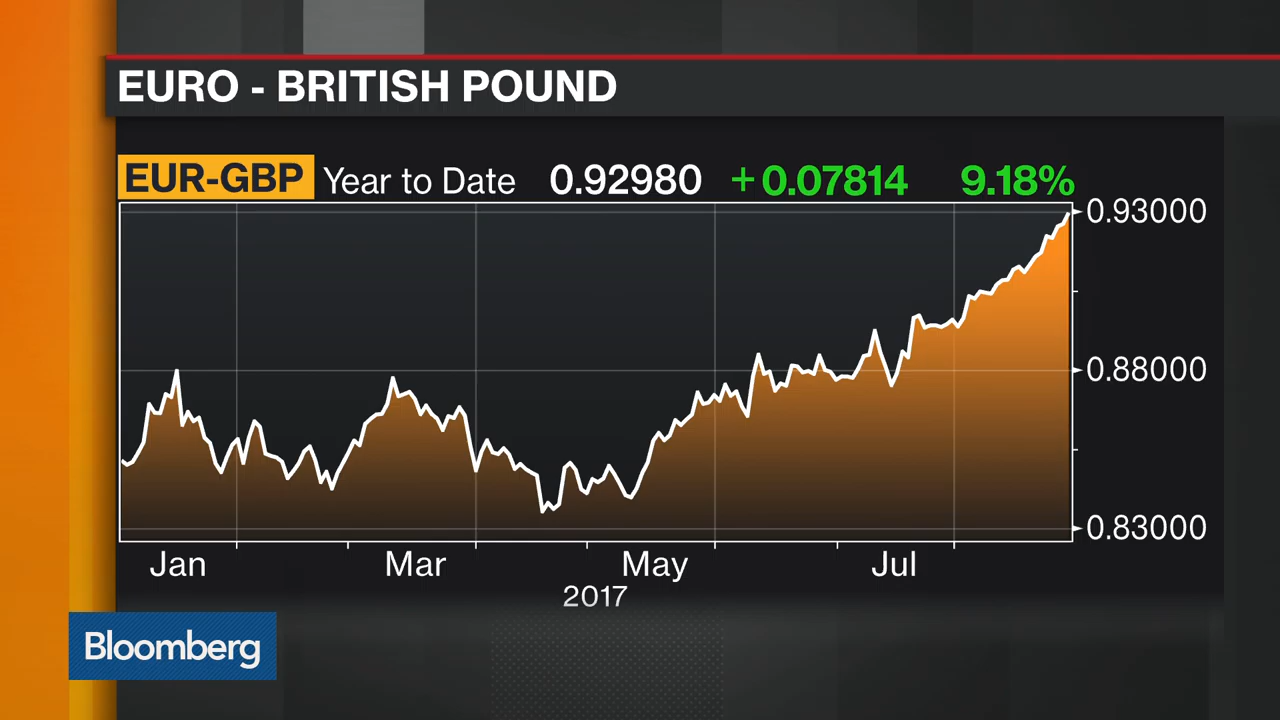 EURO - BRITISH POUND
EUR-GBP Year to Date 0.92980 +0.07814 9.18%
0.93000
0.88000
0.83000
Jan Mar May Jul
2017
Bloomberg